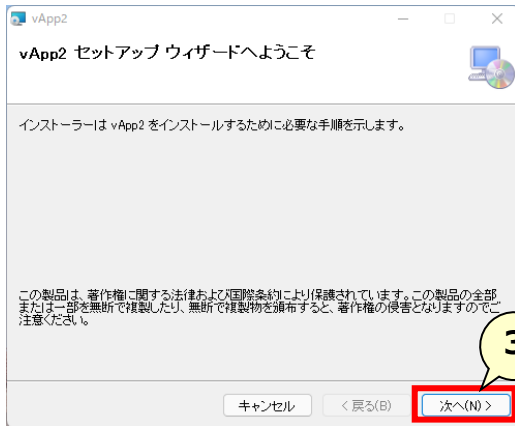 vApp2
vApp2 セットアップ ウィザードへようこそ
インストーラーは vApp2 をインストールするために必要な手順を示します。
この製品は、著作権に関する法律および国際条約により保護されています。この製品の全部
または一部を無断で複製したり、無断で複製物を頒布すると、著作権の侵害となりますのでご
注意ください。
3
キャンセル
< 戻る(B)
次へ(N) >